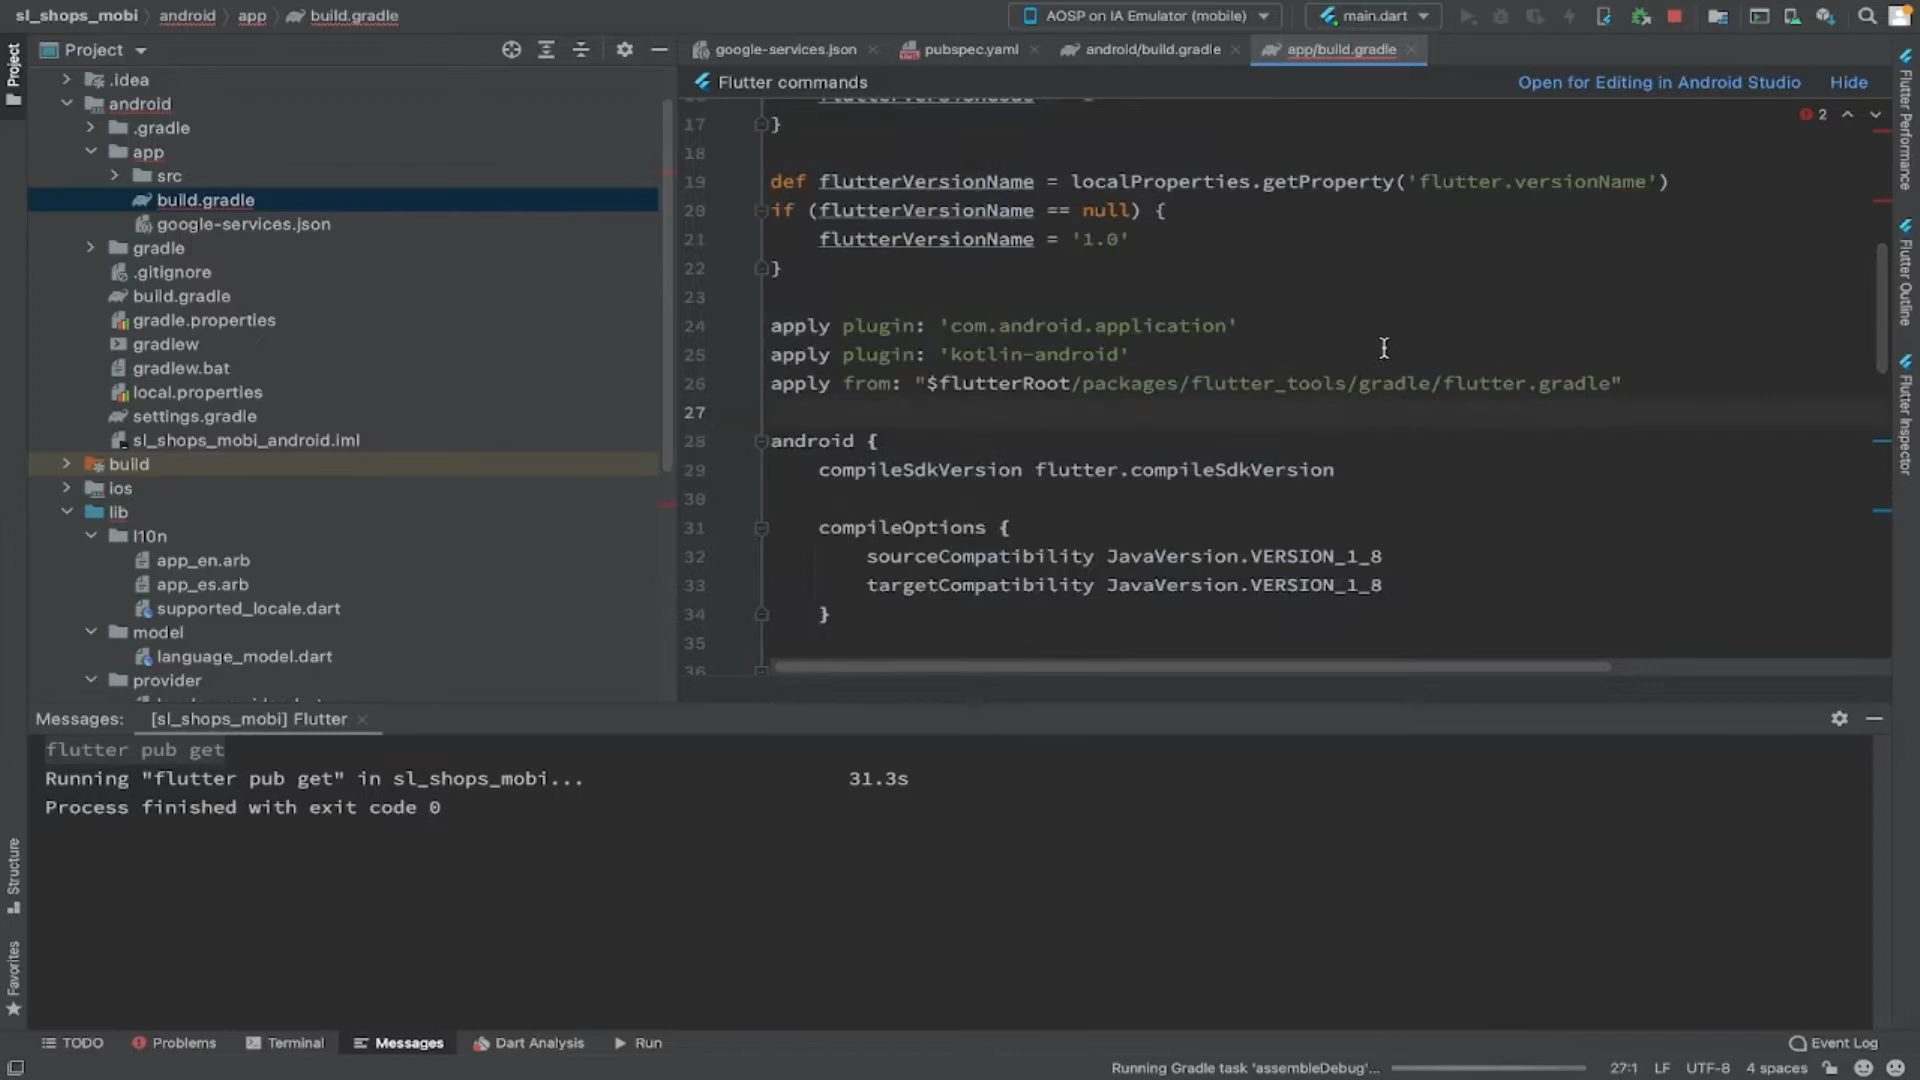 sl_shops_mobi
android
app
build.gradle
AOSP on IA Emulator (mobile)
main.dart
Project
google-services.json
pubspec.yaml
android/build.gradle
app/build.gradle
Flutter commands
Open for Editing in Android Studio
Hide
2
Project
.idea
android
.gradle
app
src
build.gradle
google-services.json
gradle
.gitignore
build.gradle
gradle.properties
gradlew
gradlew.bat
local.properties
settings.gradle
sl_shops_mobi_android.iml
build
ios
lib
l10n
app_en.arb
app_es.arb
supported_locale.dart
model
language_model.dart
provider
17 }
18
19 def flutterVersionName = localProperties.getProperty('flutter.versionName')
20 if (flutterVersionName == null) {
21 flutterVersionName = '1.0'
22 }
23
24 apply plugin: 'com.android.application'
25 apply plugin: 'kotlin-android'
26 apply from: "$flutterRoot/packages/flutter_tools/gradle/flutter.gradle"
27
28 android {
29 compileSdkVersion flutter.compileSdkVersion
30
31 compileOptions {
32 sourceCompatibility JavaVersion.VERSION_1_8
33 targetCompatibility JavaVersion.VERSION_1_8
34 }
35
36
Flutter Performance
Flutter Outline
Flutter Inspector
Messages:
[sl_shops_mobi] Flutter
flutter pub get
Running "flutter pub get" in sl_shops_mobi... 31.3s
Process finished with exit code 0
Structure
Favorites
TODO
Problems
Terminal
Messages
Dart Analysis
Run
Event Log
Running Gradle task 'assembleDebug'...
27:1
LF
UTF-8
4 spaces